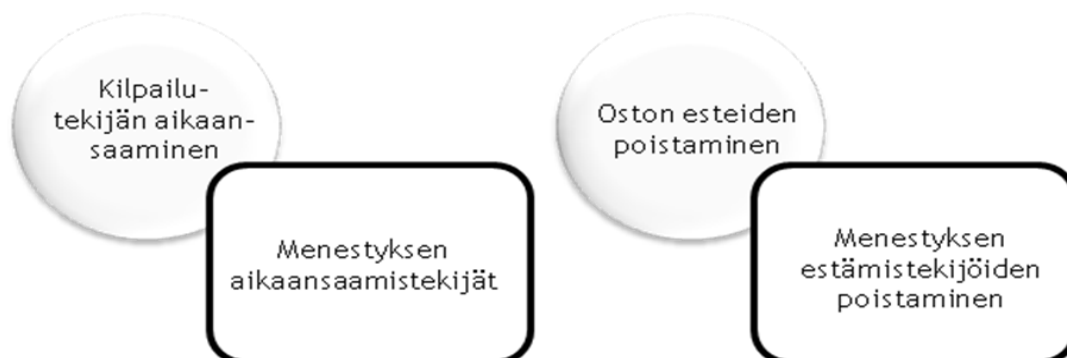 Kilpailu-
tekijän aikaan-
saaminen
Menestyksen
aikaansaamistekijät
Oston esteiden
poistaminen
Menestyksen
estämistekijöiden
poistaminen